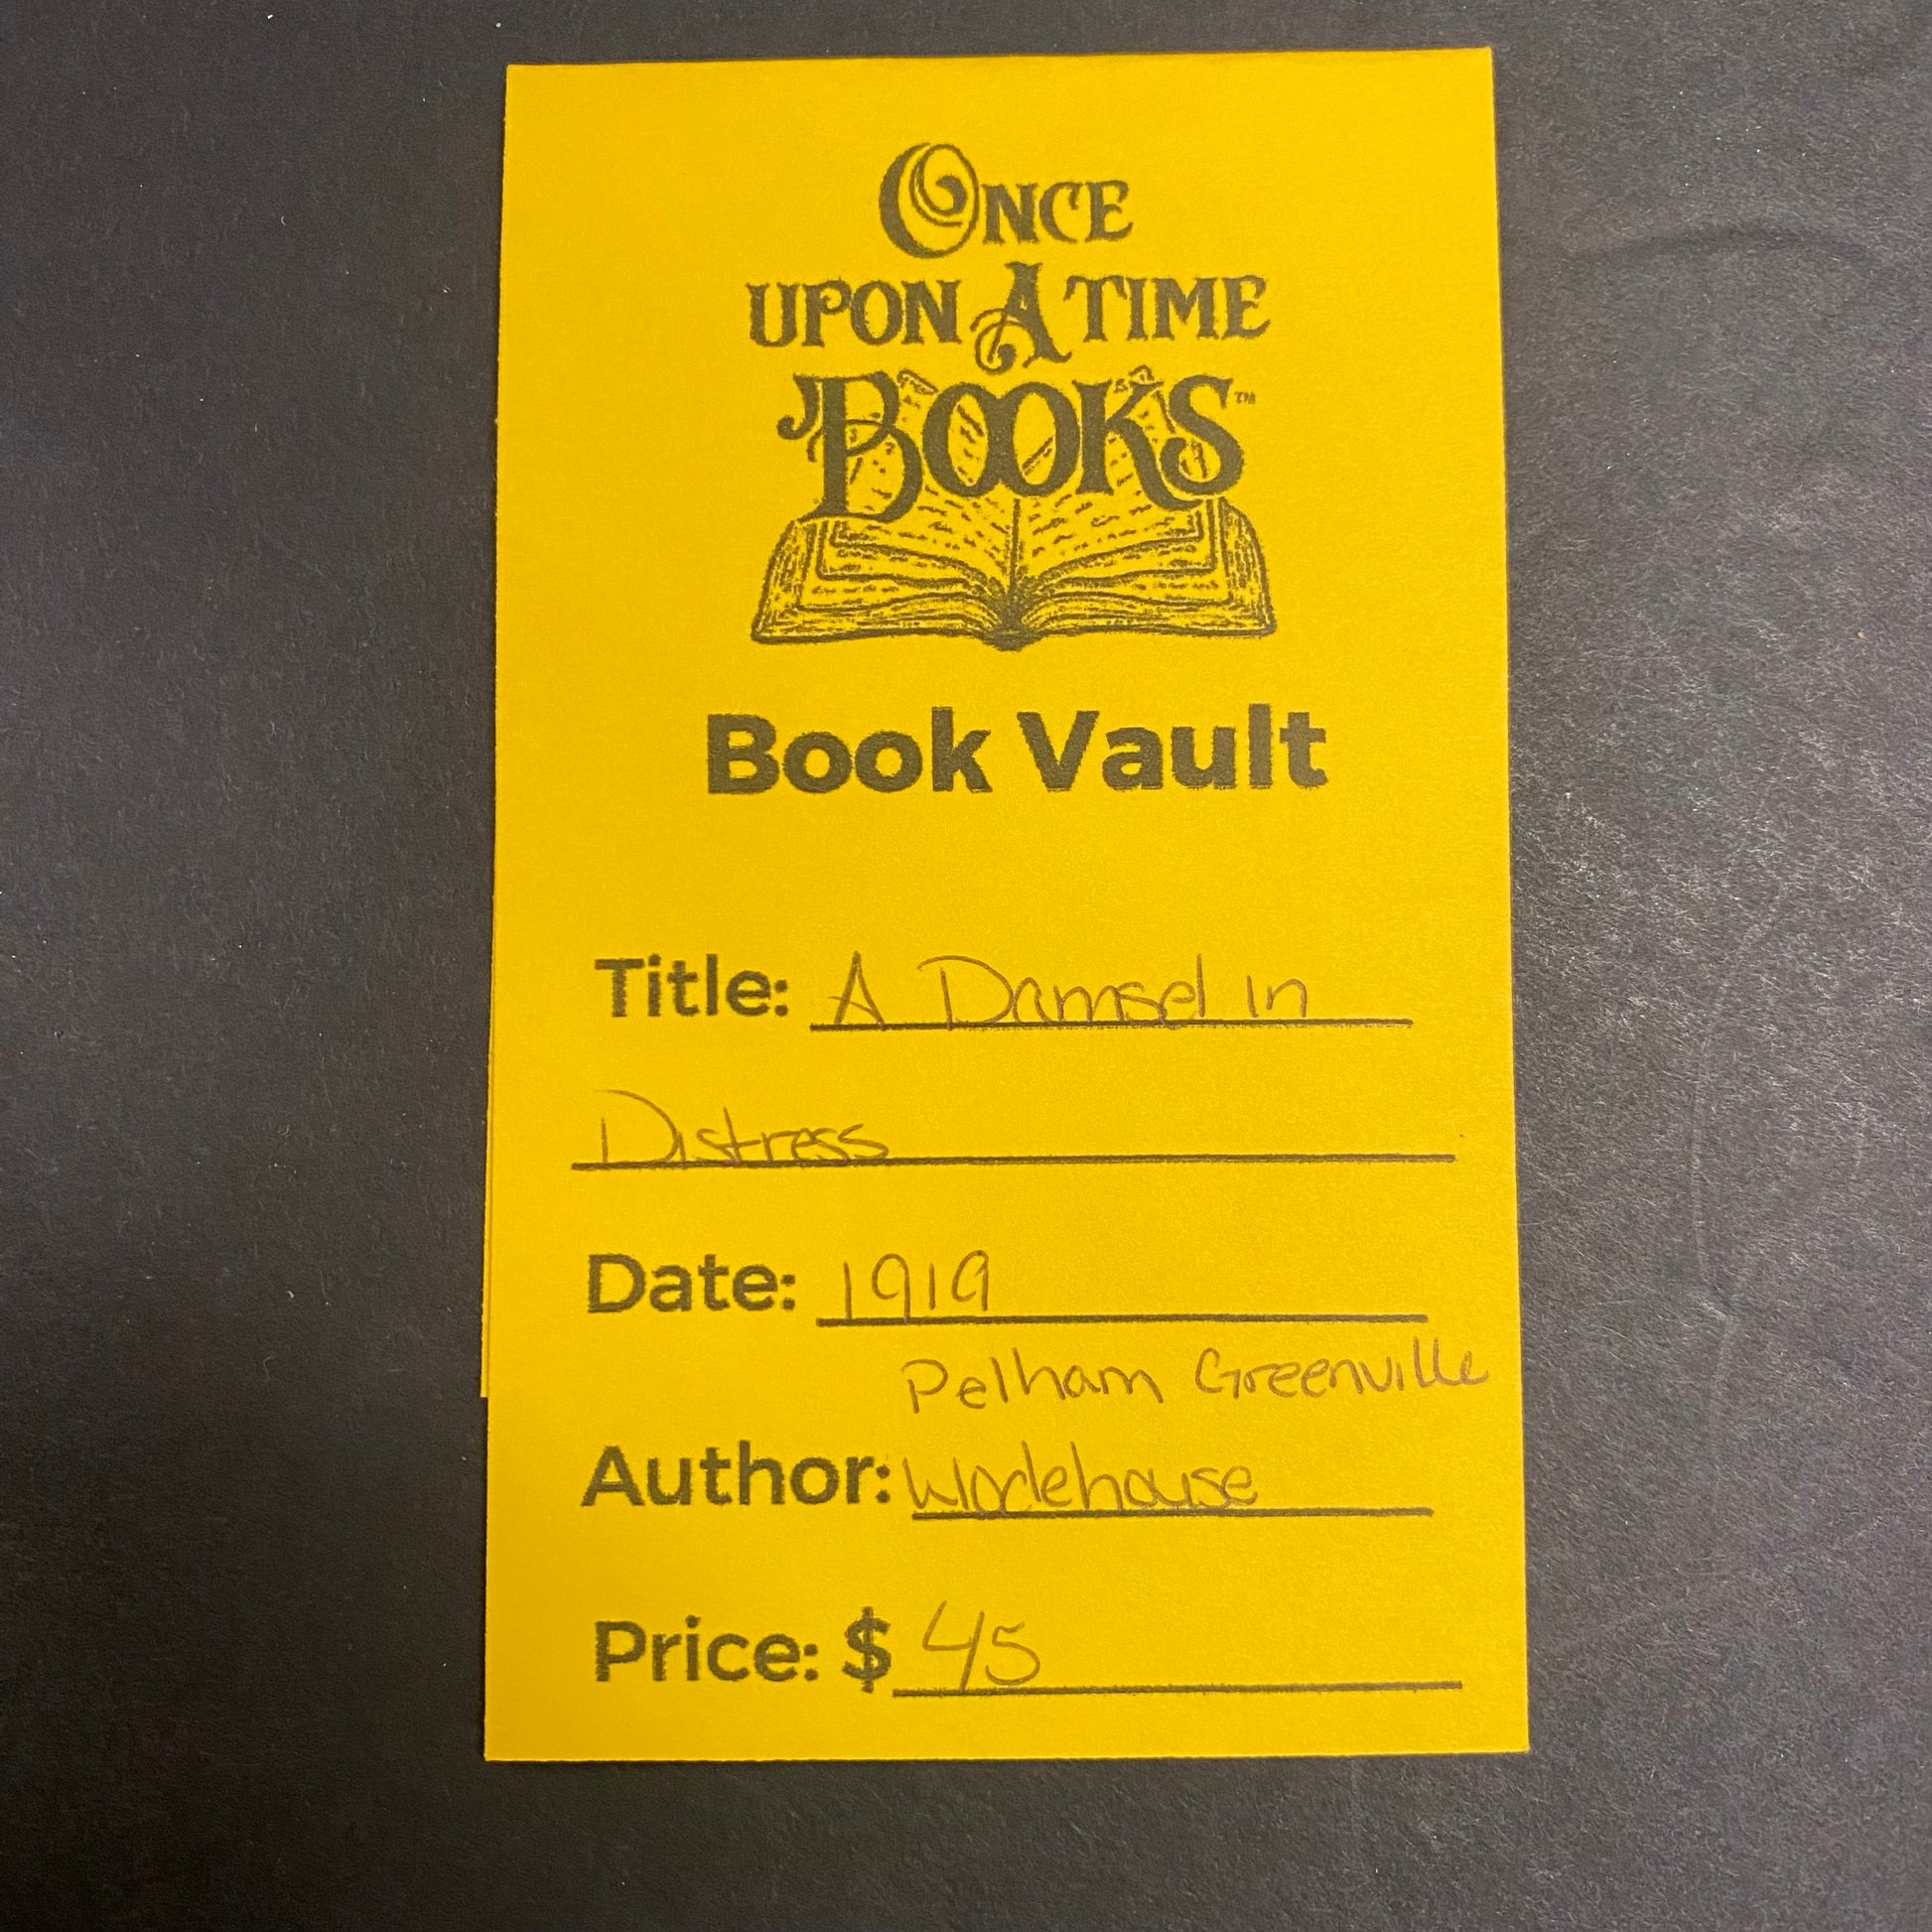 ONCE
UPON A TIME
BOOKS™
Book Vault
Title: A Damsel in
Distress
Date: 1919
Pelham Greenville
Author: Wodehouse
Price: $ 45